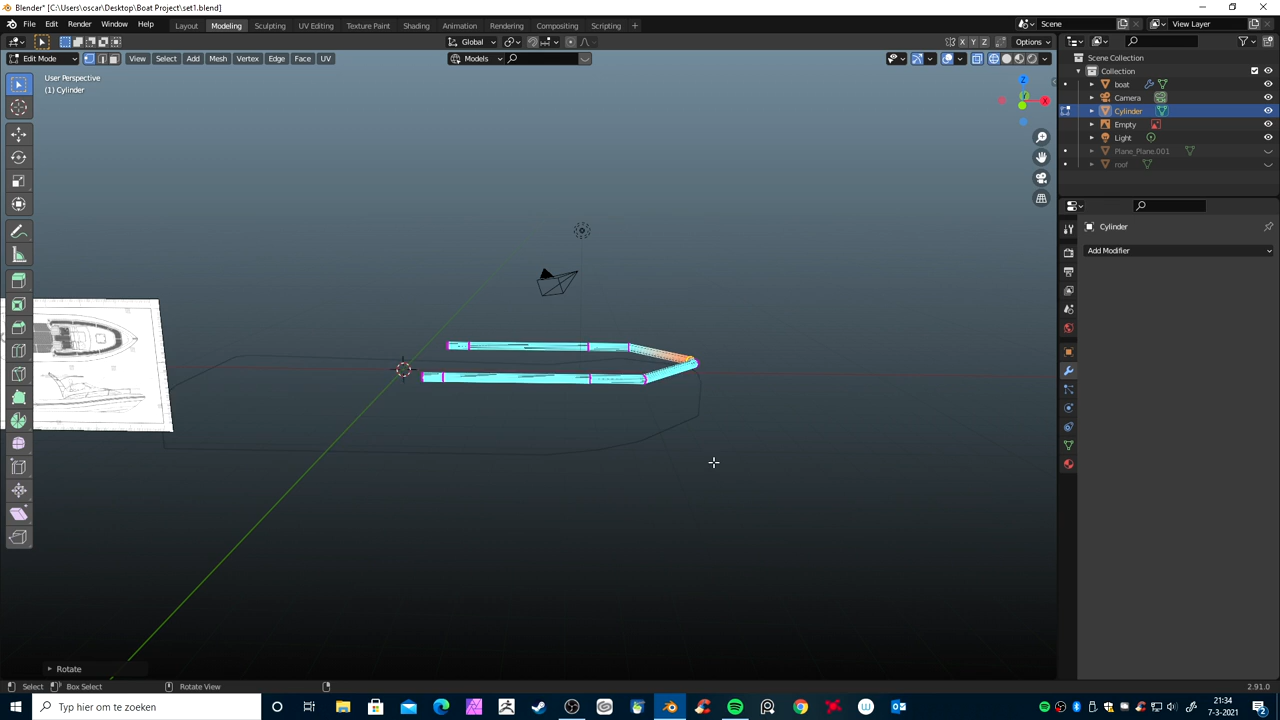 Blender* [C:\Users\oscar\Desktop\Boat Project\set1.blend]
File Edit Render Window Help Layout Modeling Sculpting UV Editing Texture Paint Shading Animation Rendering Compositing Scripting + Scene View Layer
Global X Y Z Options
Edit Mode View Select Add Mesh Vertex Edge Face UV Models
User Perspective
(1) Cylinder
Scene Collection
Collection
boat
Camera
Cylinder
Empty
Light
Plane_Plane.001
roof
Cylinder
Add Modifier
Z
Y
X
Rotate
Select Box Select Rotate View 2.91.0
Typ hier om te zoeken
21:34
7-3-2021
2